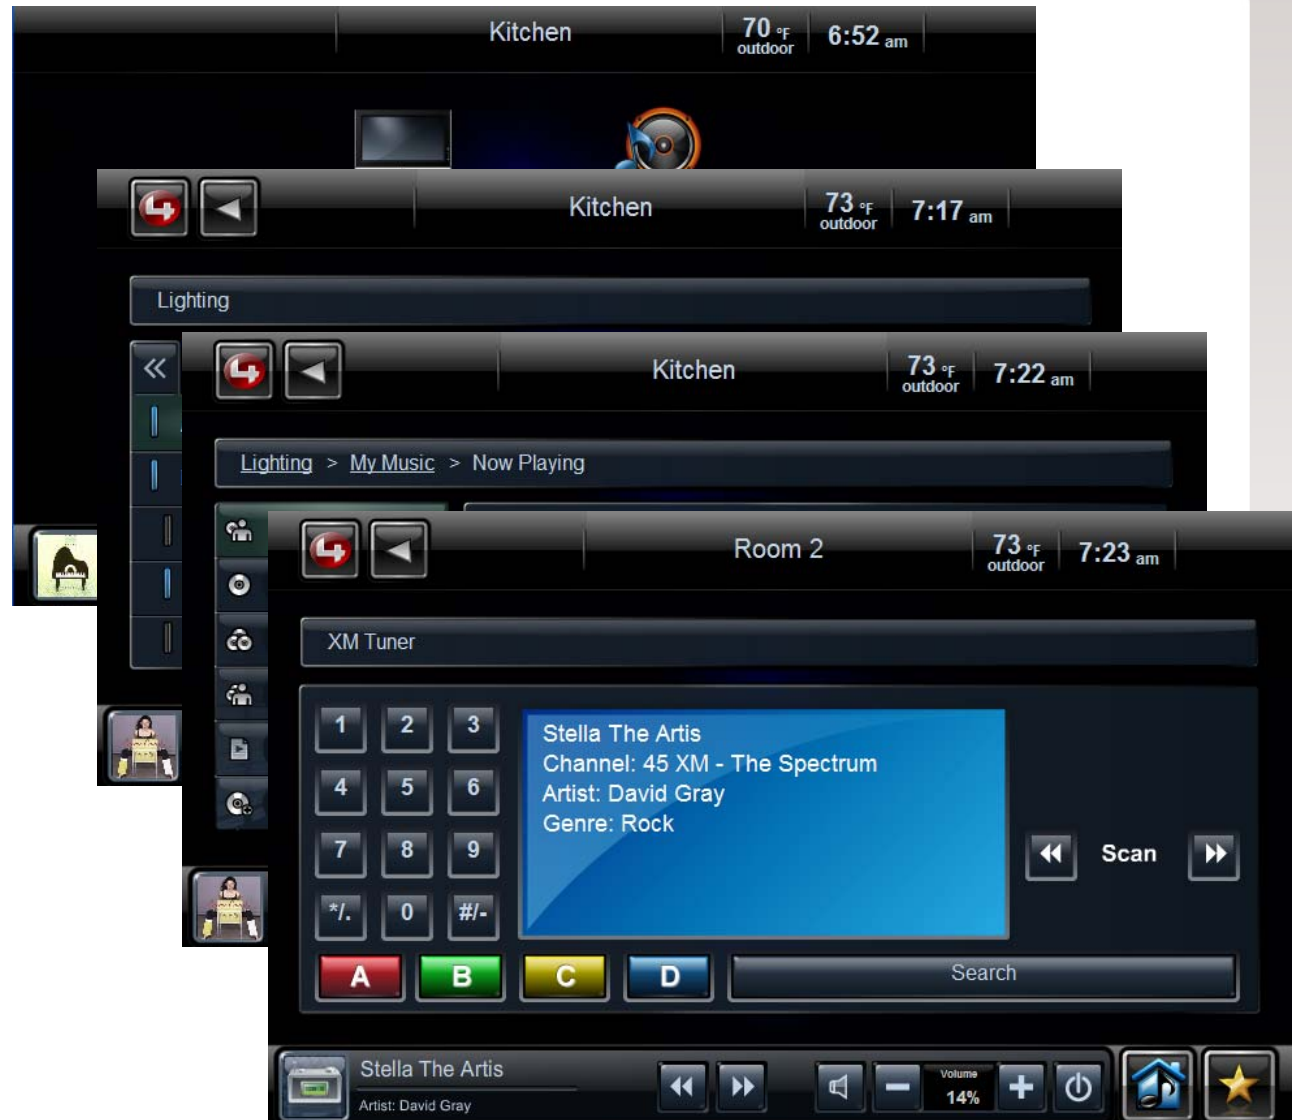 Kitchen
70 °F
outdoor
6:52 am
Kitchen
73 °F
outdoor
7:17 am
Lighting
Kitchen
73 °F
outdoor
7:22 am
Lighting > My Music > Now Playing
Room 2
73 °F
outdoor
7:23 am
XM Tuner
1 2 3
4 5 6
7 8 9
*/. 0 #/-
Stella The Artis
Channel: 45 XM - The Spectrum
Artist: David Gray
Genre: Rock
Scan
A B C D Search
Stella The Artis
Artist: David Gray
Volume
14%